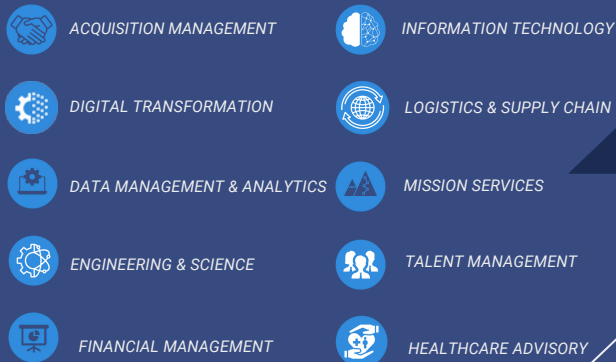 ACQUISITION MANAGEMENT
INFORMATION TECHNOLOGY
DIGITAL TRANSFORMATION
LOGISTICS & SUPPLY CHAIN
DATA MANAGEMENT & ANALYTICS
MISSION SERVICES
ENGINEERING & SCIENCE
TALENT MANAGEMENT
FINANCIAL MANAGEMENT
HEALTHCARE ADVISORY